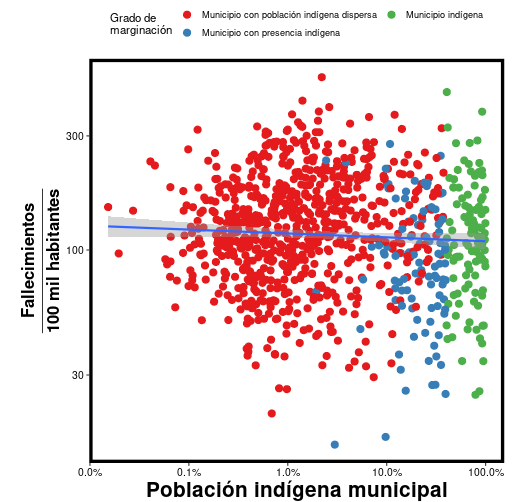 Grado de
marginación
Municipio con población indígena dispersa
Municipio indígena
Municipio con presencia indígena
Fallecimientos
100 mil habitantes
300
100
30
0.0%
0.1%
1.0%
10.0%
100.0%
Población indígena municipal